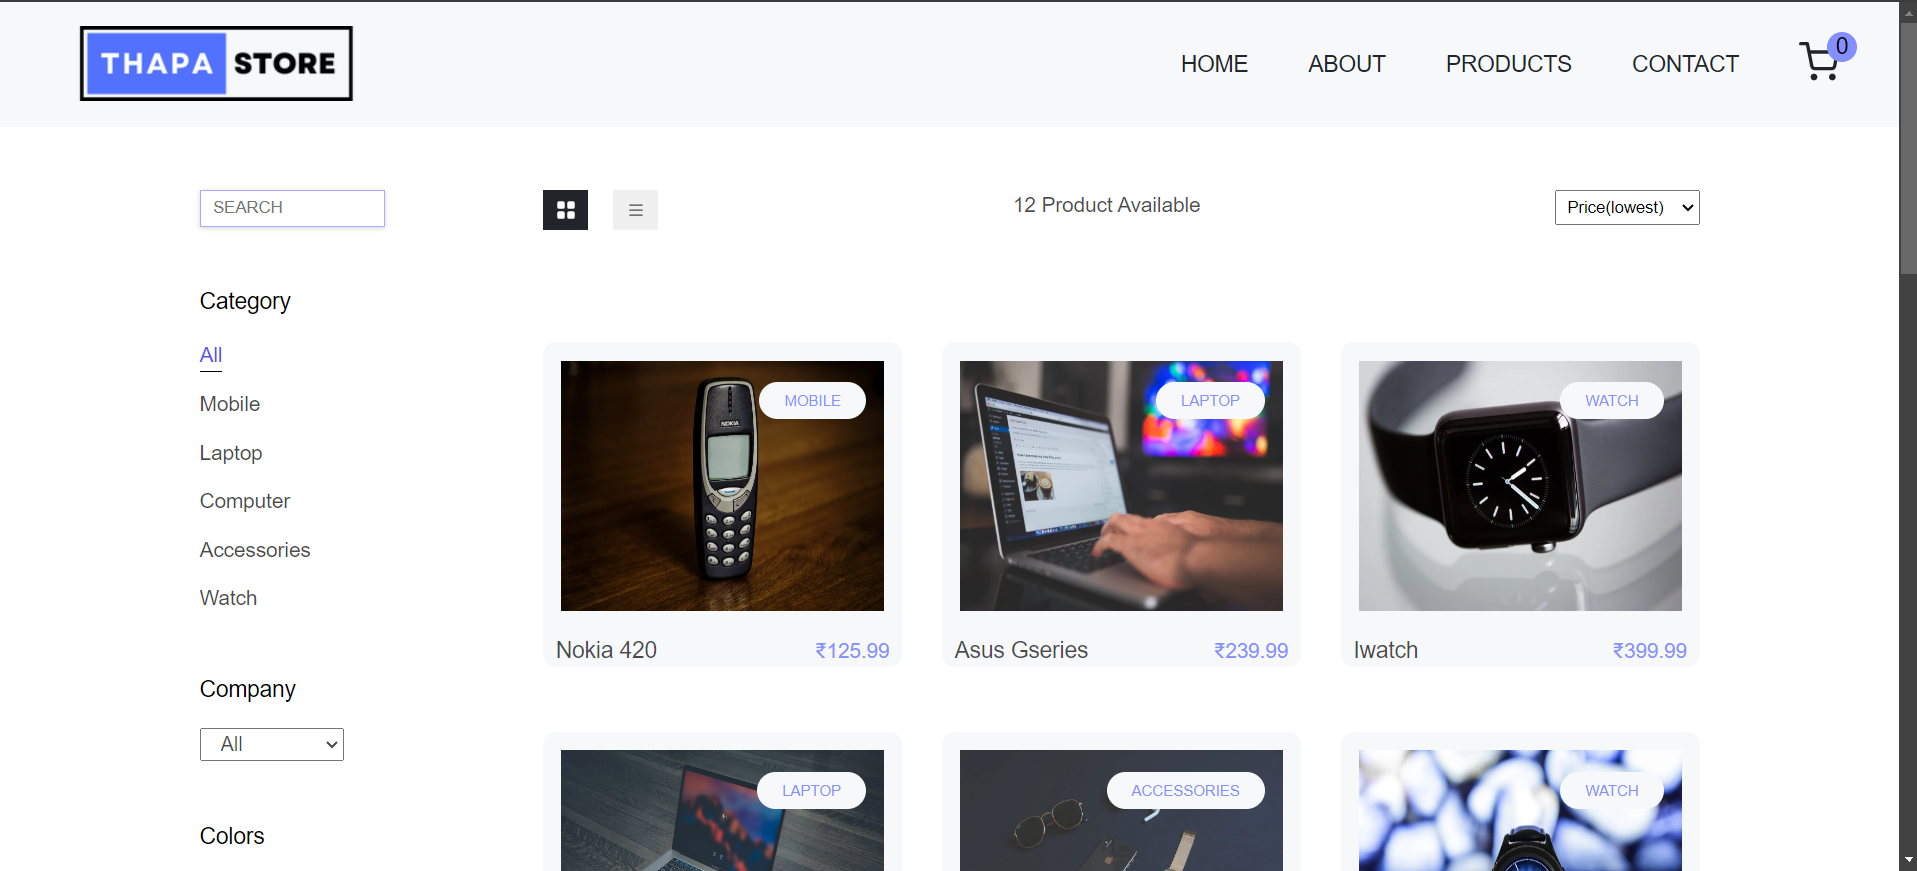 THAPA STORE
HOME
ABOUT
PRODUCTS
CONTACT
0
SEARCH
12 Product Available
Price(lowest)
Category
All
Mobile
Laptop
Computer
Accessories
Watch
Company
All
Colors
NOKIA
MOBILE
Nokia 420
₹125.99
LAPTOP
Asus Gseries
₹239.99
WATCH
Iwatch
₹399.99
LAPTOP
ACCESSORIES
WATCH